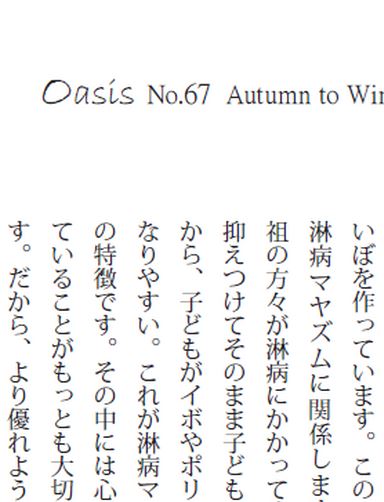 Oasis No.67 Autumn to Win
いぼを作っています。この
淋病マヤズムに関係しま
祖の方々が淋病にかかって
抑えつけてそのまま子ども
から、子どもがイボやポリ
なりやすい。これが淋病マ
の特徴です。その中には心
ていることがもっとも大切
す。だから、より優れよう